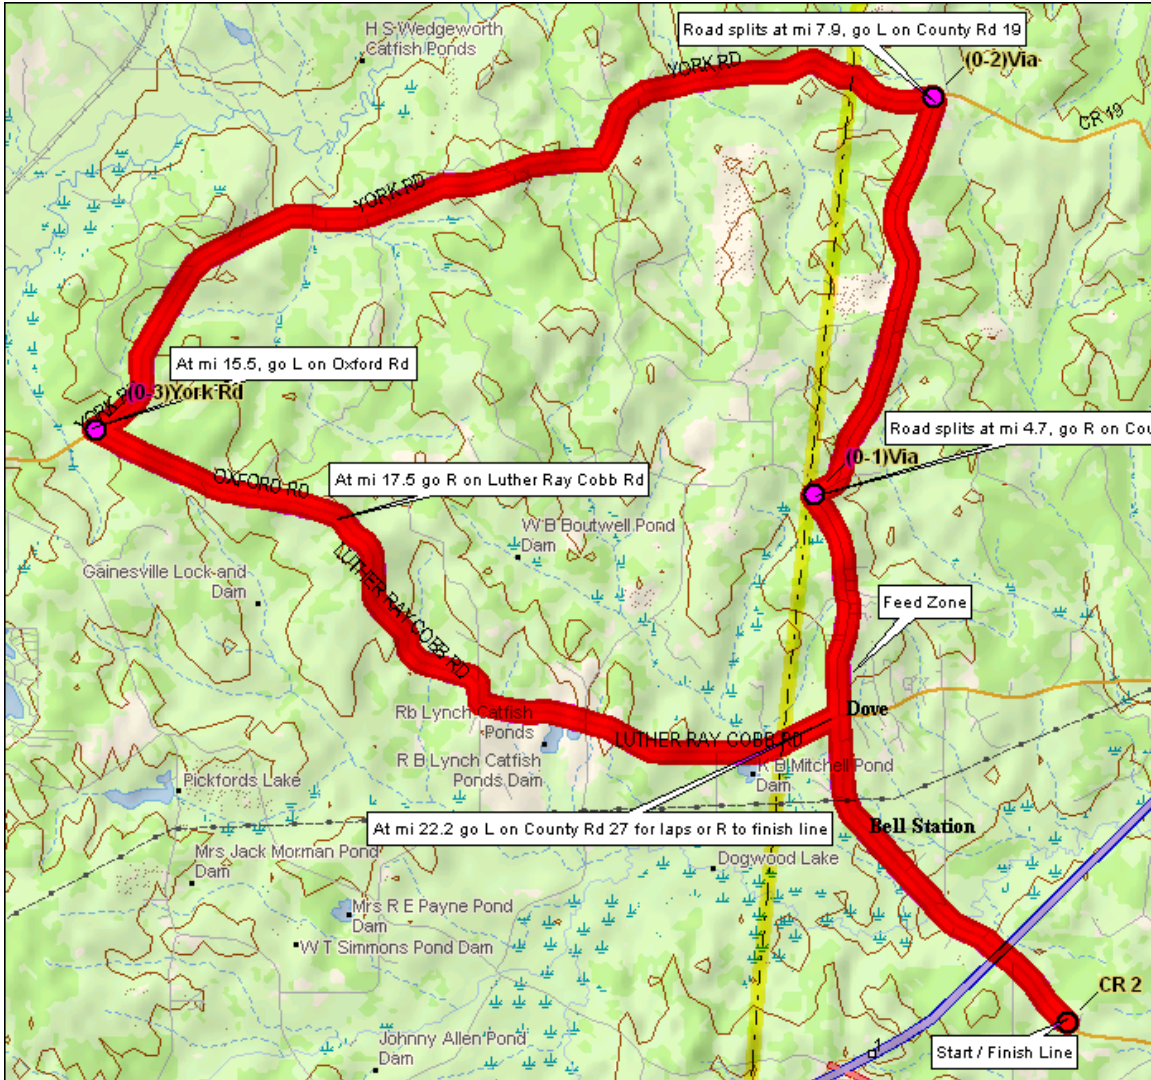 H S Wedgeworth
Catfish Ponds
Road splits at mi 7.9, go L on County Rd 19
(0-2)Via
YORK RD
CR 19
YORK RD
At mi 15.5, go L on Oxford Rd
(0-3)York Rd
YORK R
Road splits at mi 4.7, go R on Cou
(0-1)Via
At mi 17.5 go R on Luther Ray Cobb Rd
OXFORD RD
W B Boutwell Pond
Dam
LUTHER RAY COBB RD
Gainesville Lock and
Dam
Feed Zone
Rb Lynch Catfish
Ponds
Dove
LUTHER RAY COBB RD
R B Lynch Catfish
Ponds Dam
R B Mitchell Pond
Dam
Pickfords Lake
At mi 22.2 go L on County Rd 27 for laps or R to finish line
Bell Station
Mrs Jack Morman Pond
Dam
Dogwood Lake
Mrs R E Payne Pond
Dam
W T Simmons Pond Dam
CR 2
Johnny Allen Pond
Dam
1
Start / Finish Line